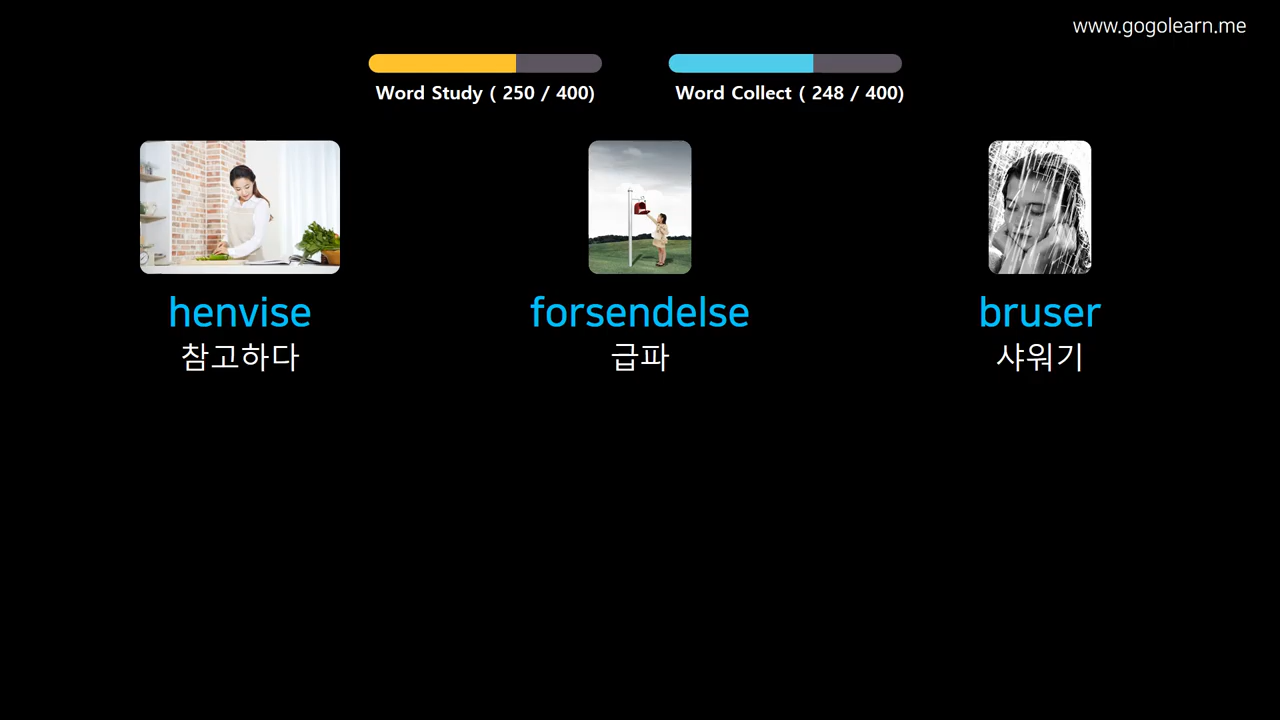 www.gogolearn.me
Word Study ( 250 / 400)
Word Collect ( 248 / 400)
henvise
참고하다
forsendelse
급파
bruser
샤워기